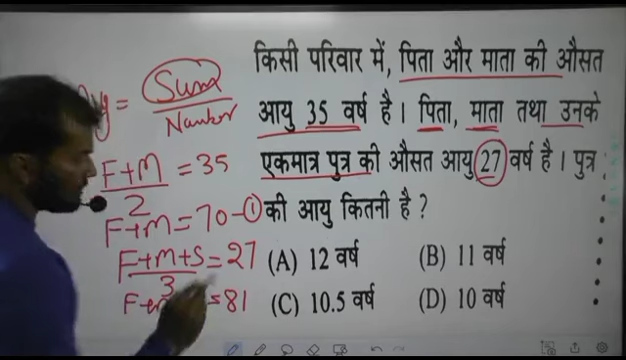 किसी परिवार में, पिता और माता की औसत
आयु 35 वर्ष है। पिता, माता तथा उनके
एकमात्र पुत्र की औसत आयु 27 वर्ष है। पुत्र
की आयु कितनी है ?
(A) 12 वर्ष (B) 11 वर्ष
(C) 10.5 वर्ष (D) 10 वर्ष
= Sum
Number
F+M = 35
2
F+M = 70 - 1
F+M+S = 27
3
= 81